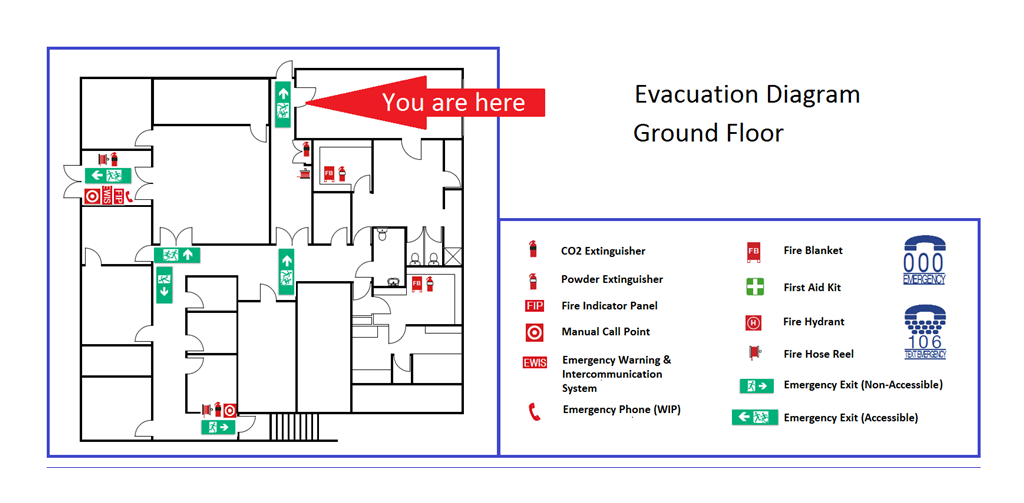 You are here
Evacuation Diagram
Ground Floor
EWIS
FIP
FB
FB
CO2 Extinguisher
Powder Extinguisher
FIP
Fire Indicator Panel
Manual Call Point
EWIS
Emergency Warning &
Intercommunication
System
Emergency Phone (WIP)
FB
Fire Blanket
First Aid Kit
H
Fire Hydrant
Fire Hose Reel
Emergency Exit (Non-Accessible)
Emergency Exit (Accessible)
000
EMERGENCY
106
TEXT EMERGENCY